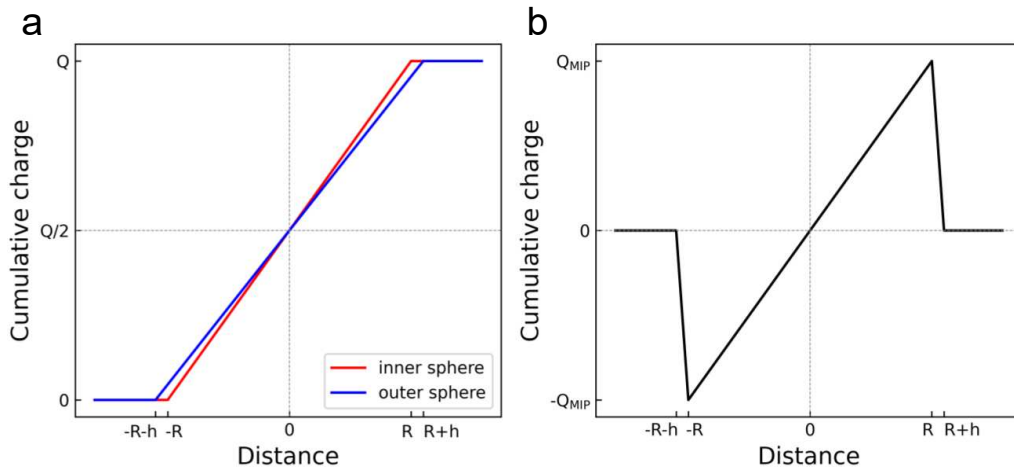 a
Cumulative charge
Q
Q/2
0
inner sphere
outer sphere
-R-h -R 0 R R+h
Distance
b
Cumulative charge
Q_MIP
0
-Q_MIP
-R-h -R 0 R R+h
Distance